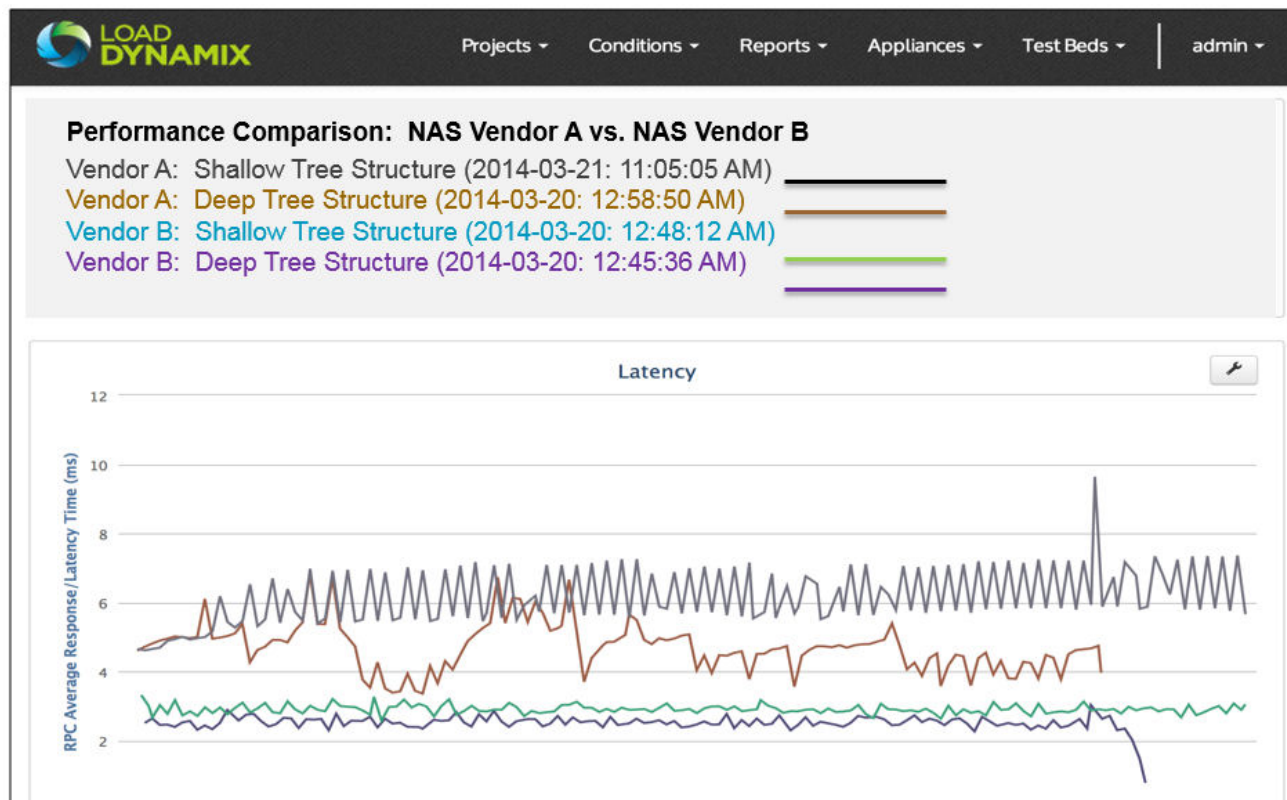 LOAD
DYNAMIX
Projects Conditions Reports Appliances Test Beds admin
Performance Comparison: NAS Vendor A vs. NAS Vendor B
Vendor A: Shallow Tree Structure (2014-03-21: 11:05:05 AM)
Vendor A: Deep Tree Structure (2014-03-20: 12:58:50 AM)
Vendor B: Shallow Tree Structure (2014-03-20: 12:48:12 AM)
Vendor B: Deep Tree Structure (2014-03-20: 12:45:36 AM)
Latency
RPC Average Response/Latency Time (ms)
12
10
8
6
4
2